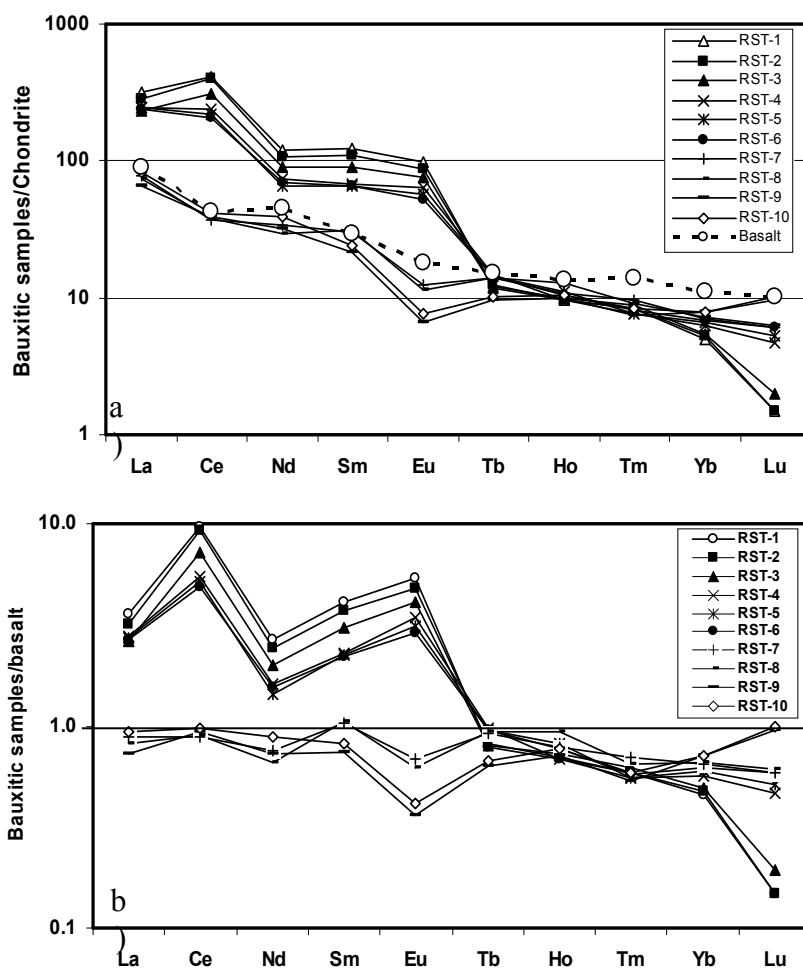 1000
100
10
1
Bauxitic samples/Chondrite
RST-1
RST-2
RST-3
RST-4
RST-5
RST-6
RST-7
RST-8
RST-9
RST-10
Basalt
a
)
La Ce Nd Sm Eu Tb Ho Tm Yb Lu
10.0
1.0
0.1
Bauxitic samples/basalt
RST-1
RST-2
RST-3
RST-4
RST-5
RST-6
RST-7
RST-8
RST-9
RST-10
b
)
La Ce Nd Sm Eu Tb Ho Tm Yb Lu